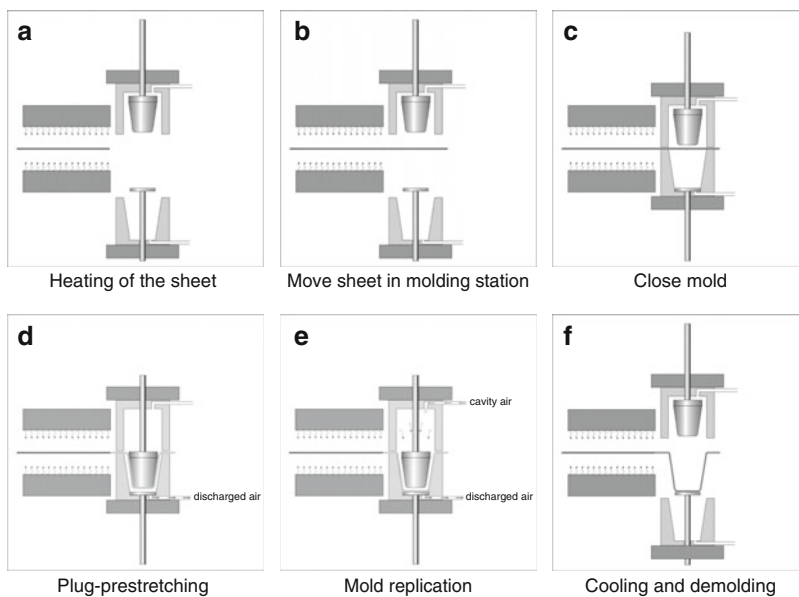 a
b
c
Heating of the sheet
Move sheet in molding station
Close mold
d
discharged air
e
cavity air
discharged air
f
Plug-prestretching
Mold replication
Cooling and demolding